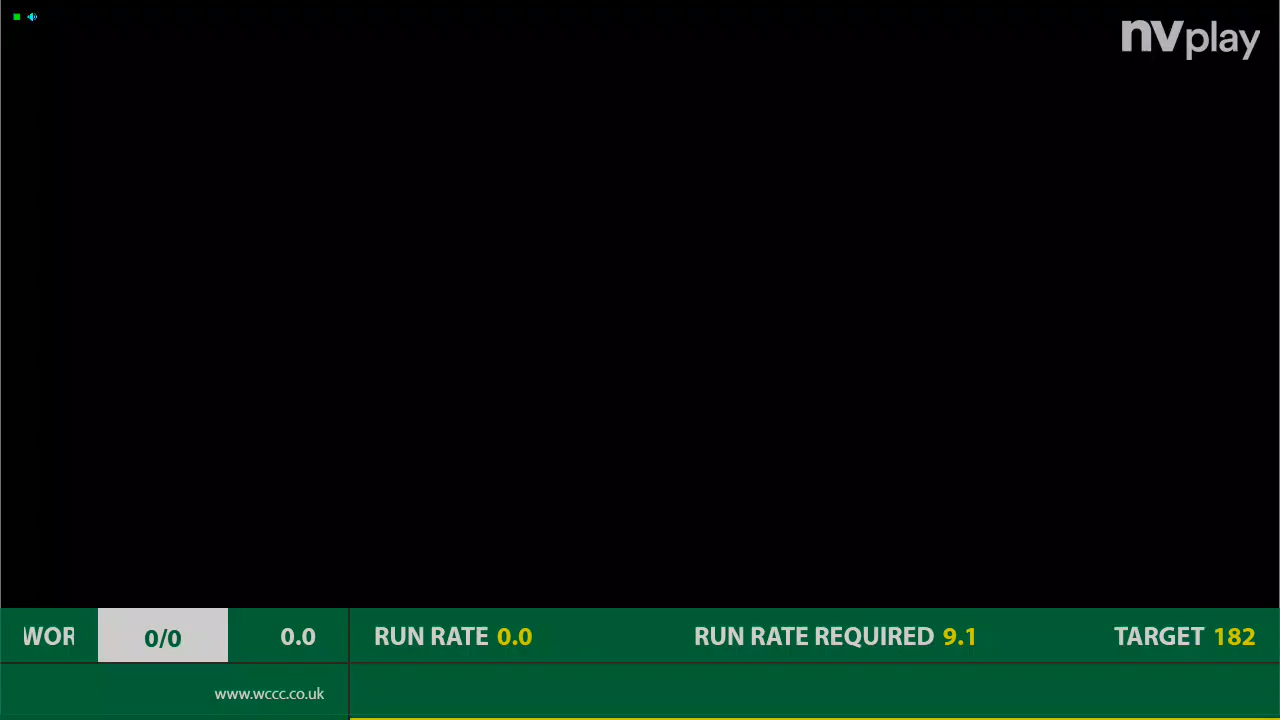 nvplay
WOR 0/0 0.0 RUN RATE 0.0 RUN RATE REQUIRED 9.1 TARGET 182
www.wccc.co.uk